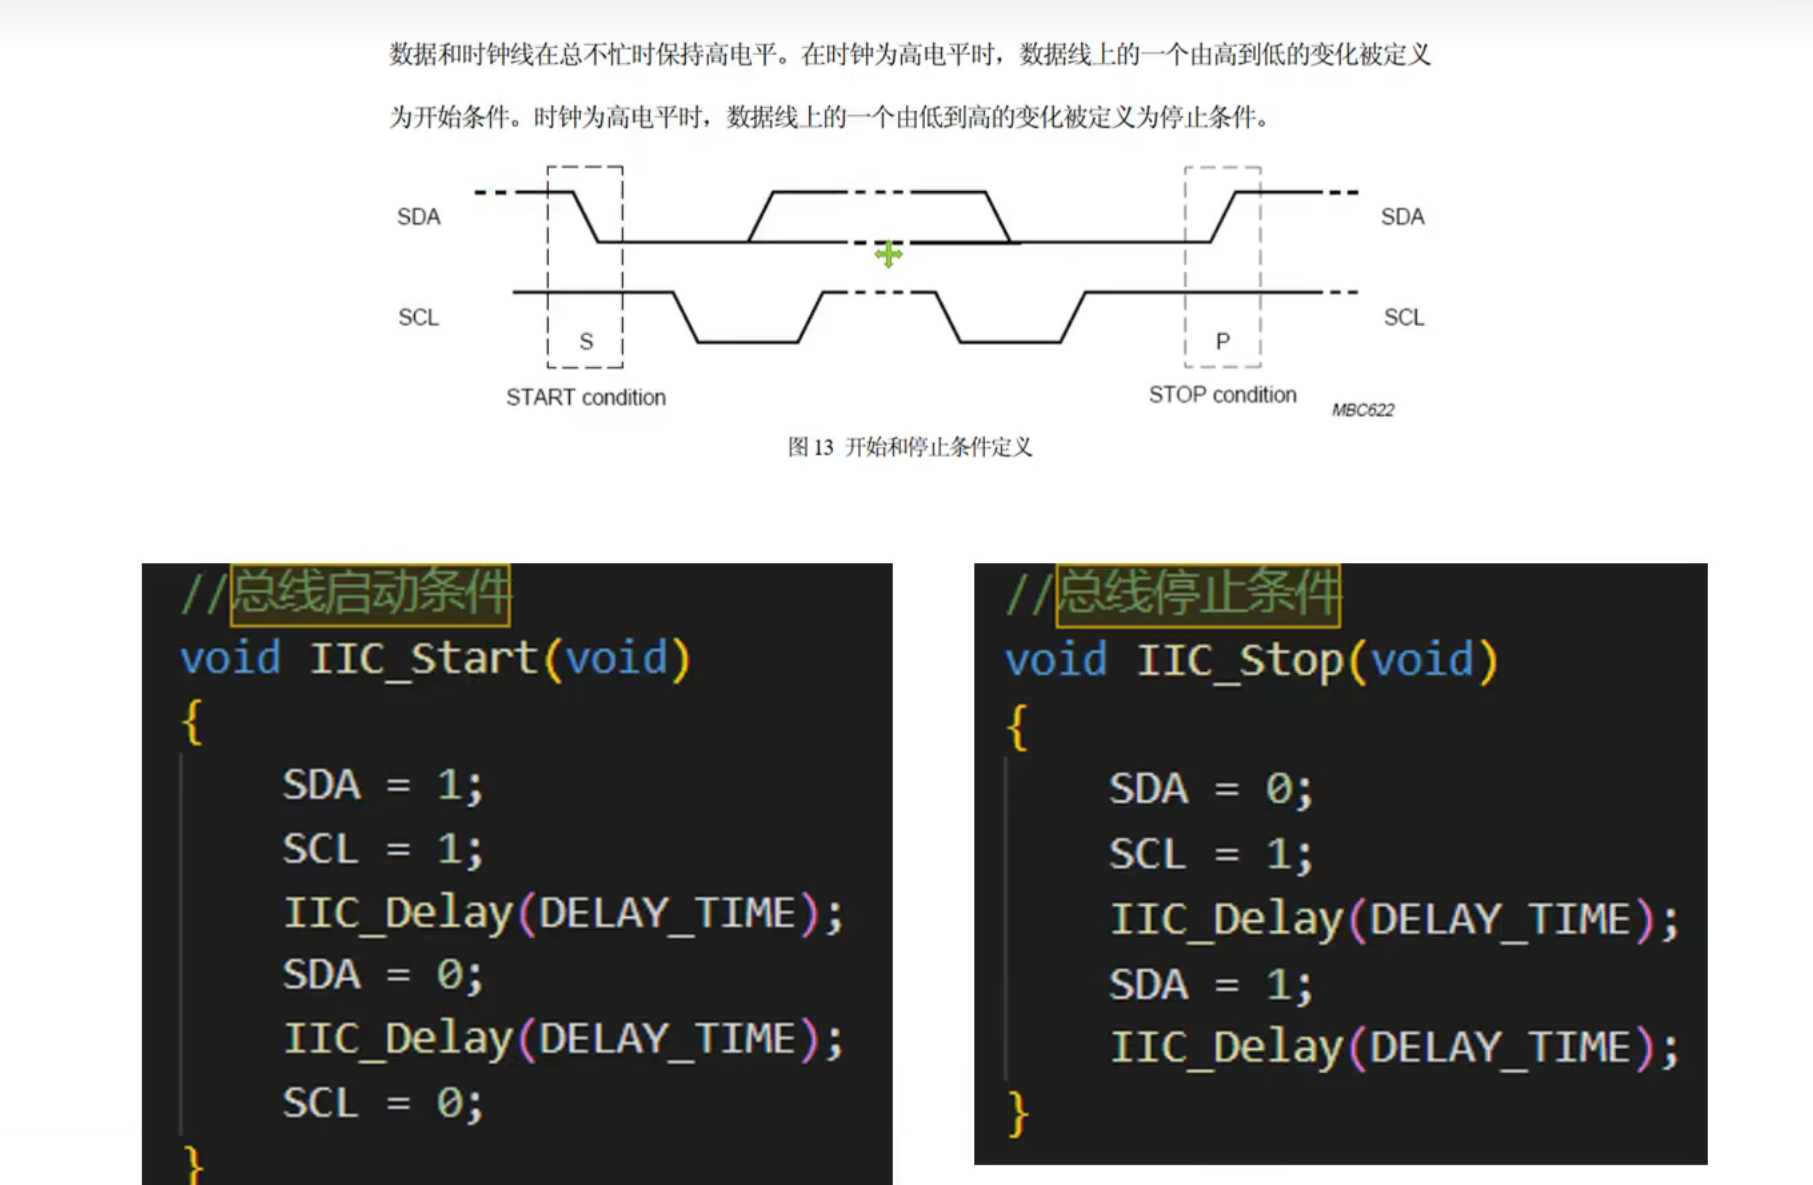 数据和时钟线在总不忙时保持高电平。在时钟为高电平时，数据线上的一个由高到低的变化被定义
为开始条件。时钟为高电平时，数据线上的一个由低到高的变化被定义为停止条件。
SDA
SDA
SCL
SCL
S
P
START condition
STOP condition
MBC622
图 13 开始和停止条件定义
//总线启动条件
void IIC_Start(void)
{
SDA = 1;
SCL = 1;
IIC_Delay(DELAY_TIME);
SDA = 0;
IIC_Delay(DELAY_TIME);
SCL = 0;
}
//总线停止条件
void IIC_Stop(void)
{
SDA = 0;
SCL = 1;
IIC_Delay(DELAY_TIME);
SDA = 1;
IIC_Delay(DELAY_TIME);
}